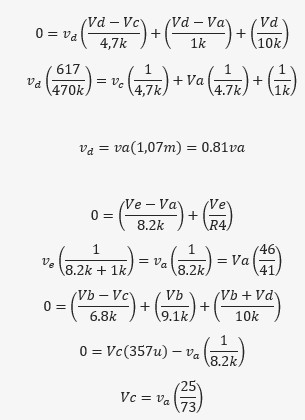 0 = v_d ((Vd − Vc)/4,7k) + ((Vd − Va)/1k) + (Vd/10k)
v_d (617/470k) = v_c (1/4,7k) + Va (1/4.7k) + (1/1k)
v_d = va(1,07m) = 0.81va
0 = ((Ve − Va)/8.2k) + (Ve/R4)
v_e (1/(8.2k + 1k)) = v_a (1/8.2k) = Va (46/41)
0 = ((Vb − Vc)/6.8k) + (Vb/9.1k) + ((Vb + Vd)/10k)
0 = Vc(357u) − v_a (1/8.2k)
Vc = v_a (25/73)